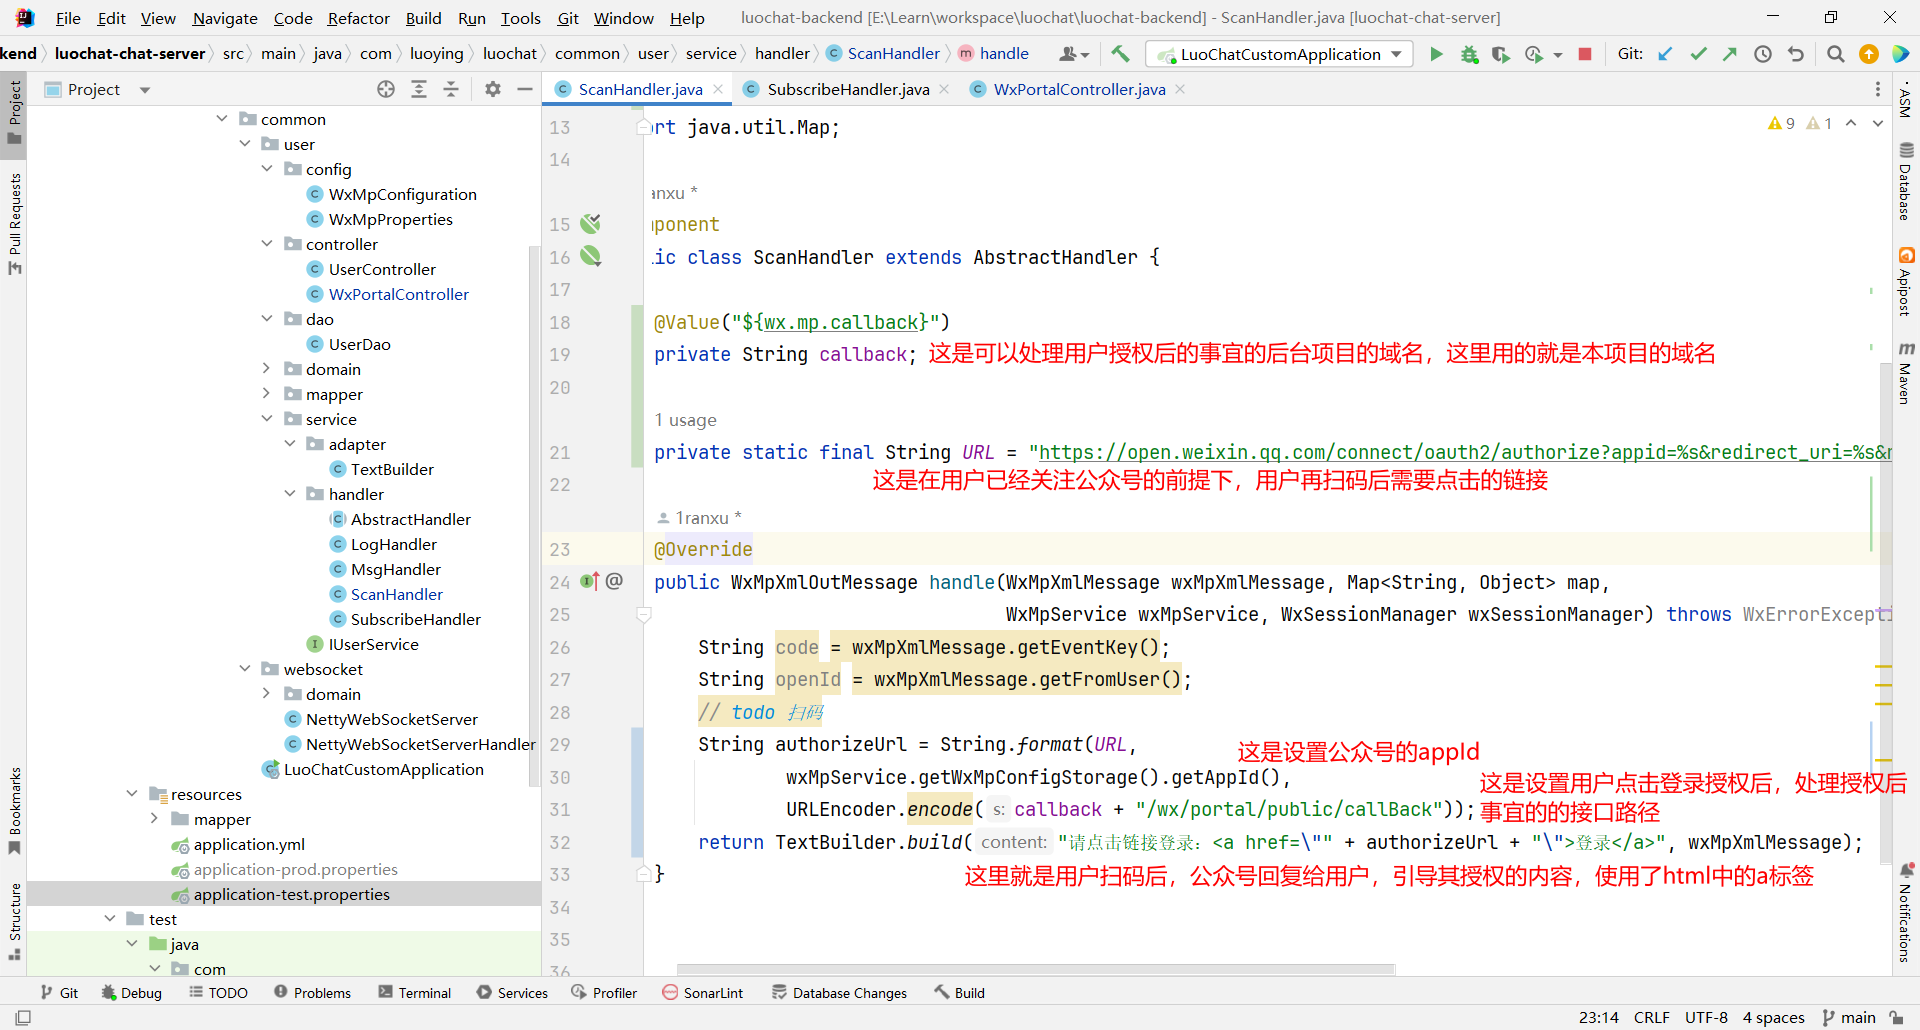 File Edit View Navigate Code Refactor Build Run Tools Git Window Help luochat-backend [E:\Learn\workspace\luochat\luochat-backend] - ScanHandler.java [luochat-chat-server]
kend luochat-chat-server src main java com luoying luochat common user service handler ScanHandler handle LuoChatCustomApplication Git:
Project
ScanHandler.java SubscribeHandler.java WxPortalController.java
Project
Pull Requests
Bookmarks
Structure
common
user
config
WxMpConfiguration
WxMpProperties
controller
UserController
WxPortalController
dao
UserDao
domain
mapper
service
adapter
TextBuilder
handler
AbstractHandler
LogHandler
MsgHandler
ScanHandler
SubscribeHandler
IUserService
websocket
domain
NettyWebSocketServer
NettyWebSocketServerHandler
LuoChatCustomApplication
resources
mapper
application.yml
application-prod.properties
application-test.properties
test
java
com
9 1
13 rt java.util.Map;
14
anxu *
15 ponent
16 ic class ScanHandler extends AbstractHandler {
17
18 @Value("${wx.mp.callback}")
19 private String callback; 这是可以处理用户授权后的事宜的后台项目的域名，这里用的就是本项目的域名
20
1 usage
21 private static final String URL = "https://open.weixin.qq.com/connect/oauth2/authorize?appid=%s&redirect_uri=%s&r
22 这是在用户已经关注公众号的前提下，用户再扫码后需要点击的链接
1ranxu *
23 @Override
24 public WxMpXmlOutMessage handle(WxMpXmlMessage wxMpXmlMessage, Map<String, Object> map,
25 WxMpService wxMpService, WxSessionManager wxSessionManager) throws WxErrorExcepti
26 String code = wxMpXmlMessage.getEventKey();
27 String openId = wxMpXmlMessage.getFromUser();
28 // todo 扫码
29 String authorizeUrl = String.format(URL, 这是设置公众号的appId
30 wxMpService.getWxMpConfigStorage().getAppId(), 这是设置用户点击登录授权后，处理授权后
31 URLEncoder.encode( s: callback + "/wx/portal/public/callBack")); 事宜的的接口路径
32 return TextBuilder.build( content: "请点击链接登录：<a href=\"" + authorizeUrl + "\">登录</a>", wxMpXmlMessage);
33 } 这里就是用户扫码后，公众号回复给用户，引导其授权的内容，使用了html中的a标签
34
35
36
ASM
Database
Apipost
m Maven
Notifications
Git Debug TODO Problems Terminal Services Profiler SonarLint Database Changes Build
23:14 CRLF UTF-8 4 spaces main